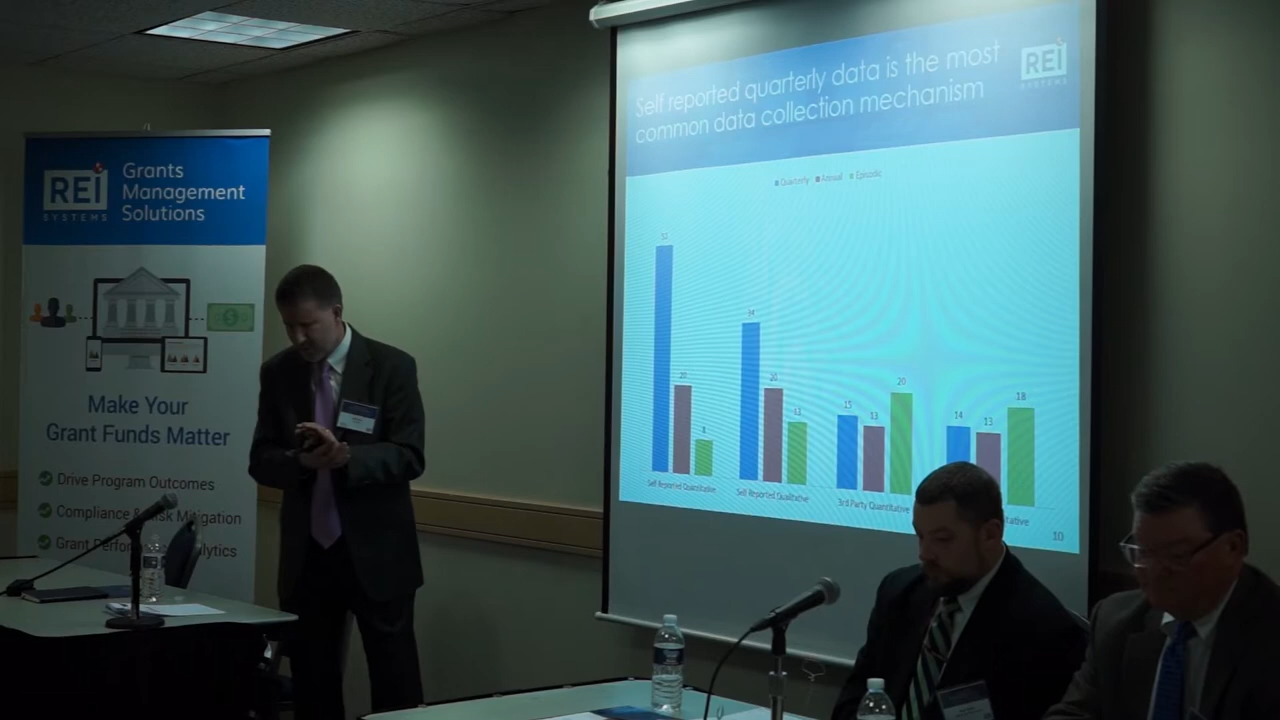 REI
SYSTEMS
Grants
Management
Solutions
Make Your
Grant Funds Matter
Drive Program Outcomes
Compliance & Risk Mitigation
Self reported quarterly data is the most
common data collection mechanism
REI
SYSTEMS
Quarterly Annual Episodic
20
8
Self Reported Quantitative
34
20
13
Self Reported Qualitative
15
13
20
3rd Party Quantitative
14
13
18
10